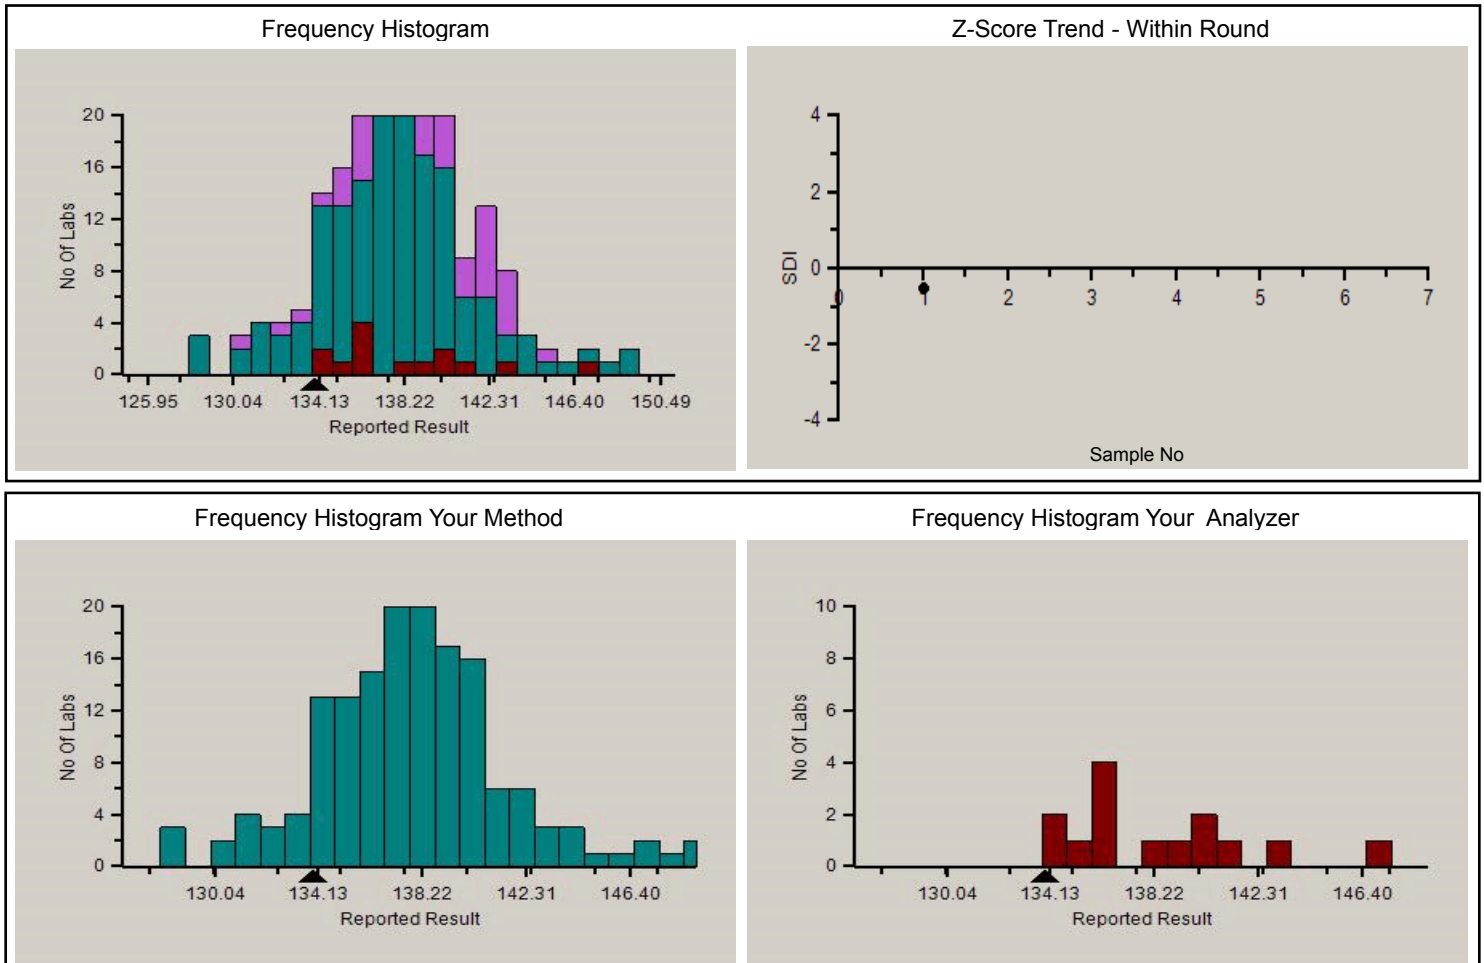 Frequency Histogram
20
16
12
8
4
0
No Of Labs
125.95 130.04 134.13 138.22 142.31 146.40 150.49
Reported Result
Z-Score Trend - Within Round
4
2
0
-2
-4
SDI
0 1 2 3 4 5 6 7
Sample No
Frequency Histogram Your Method
20
16
12
8
4
0
No Of Labs
130.04 134.13 138.22 142.31 146.40
Reported Result
Frequency Histogram Your Analyzer
10
8
6
4
2
0
No Of Labs
130.04 134.13 138.22 142.31 146.40
Reported Result